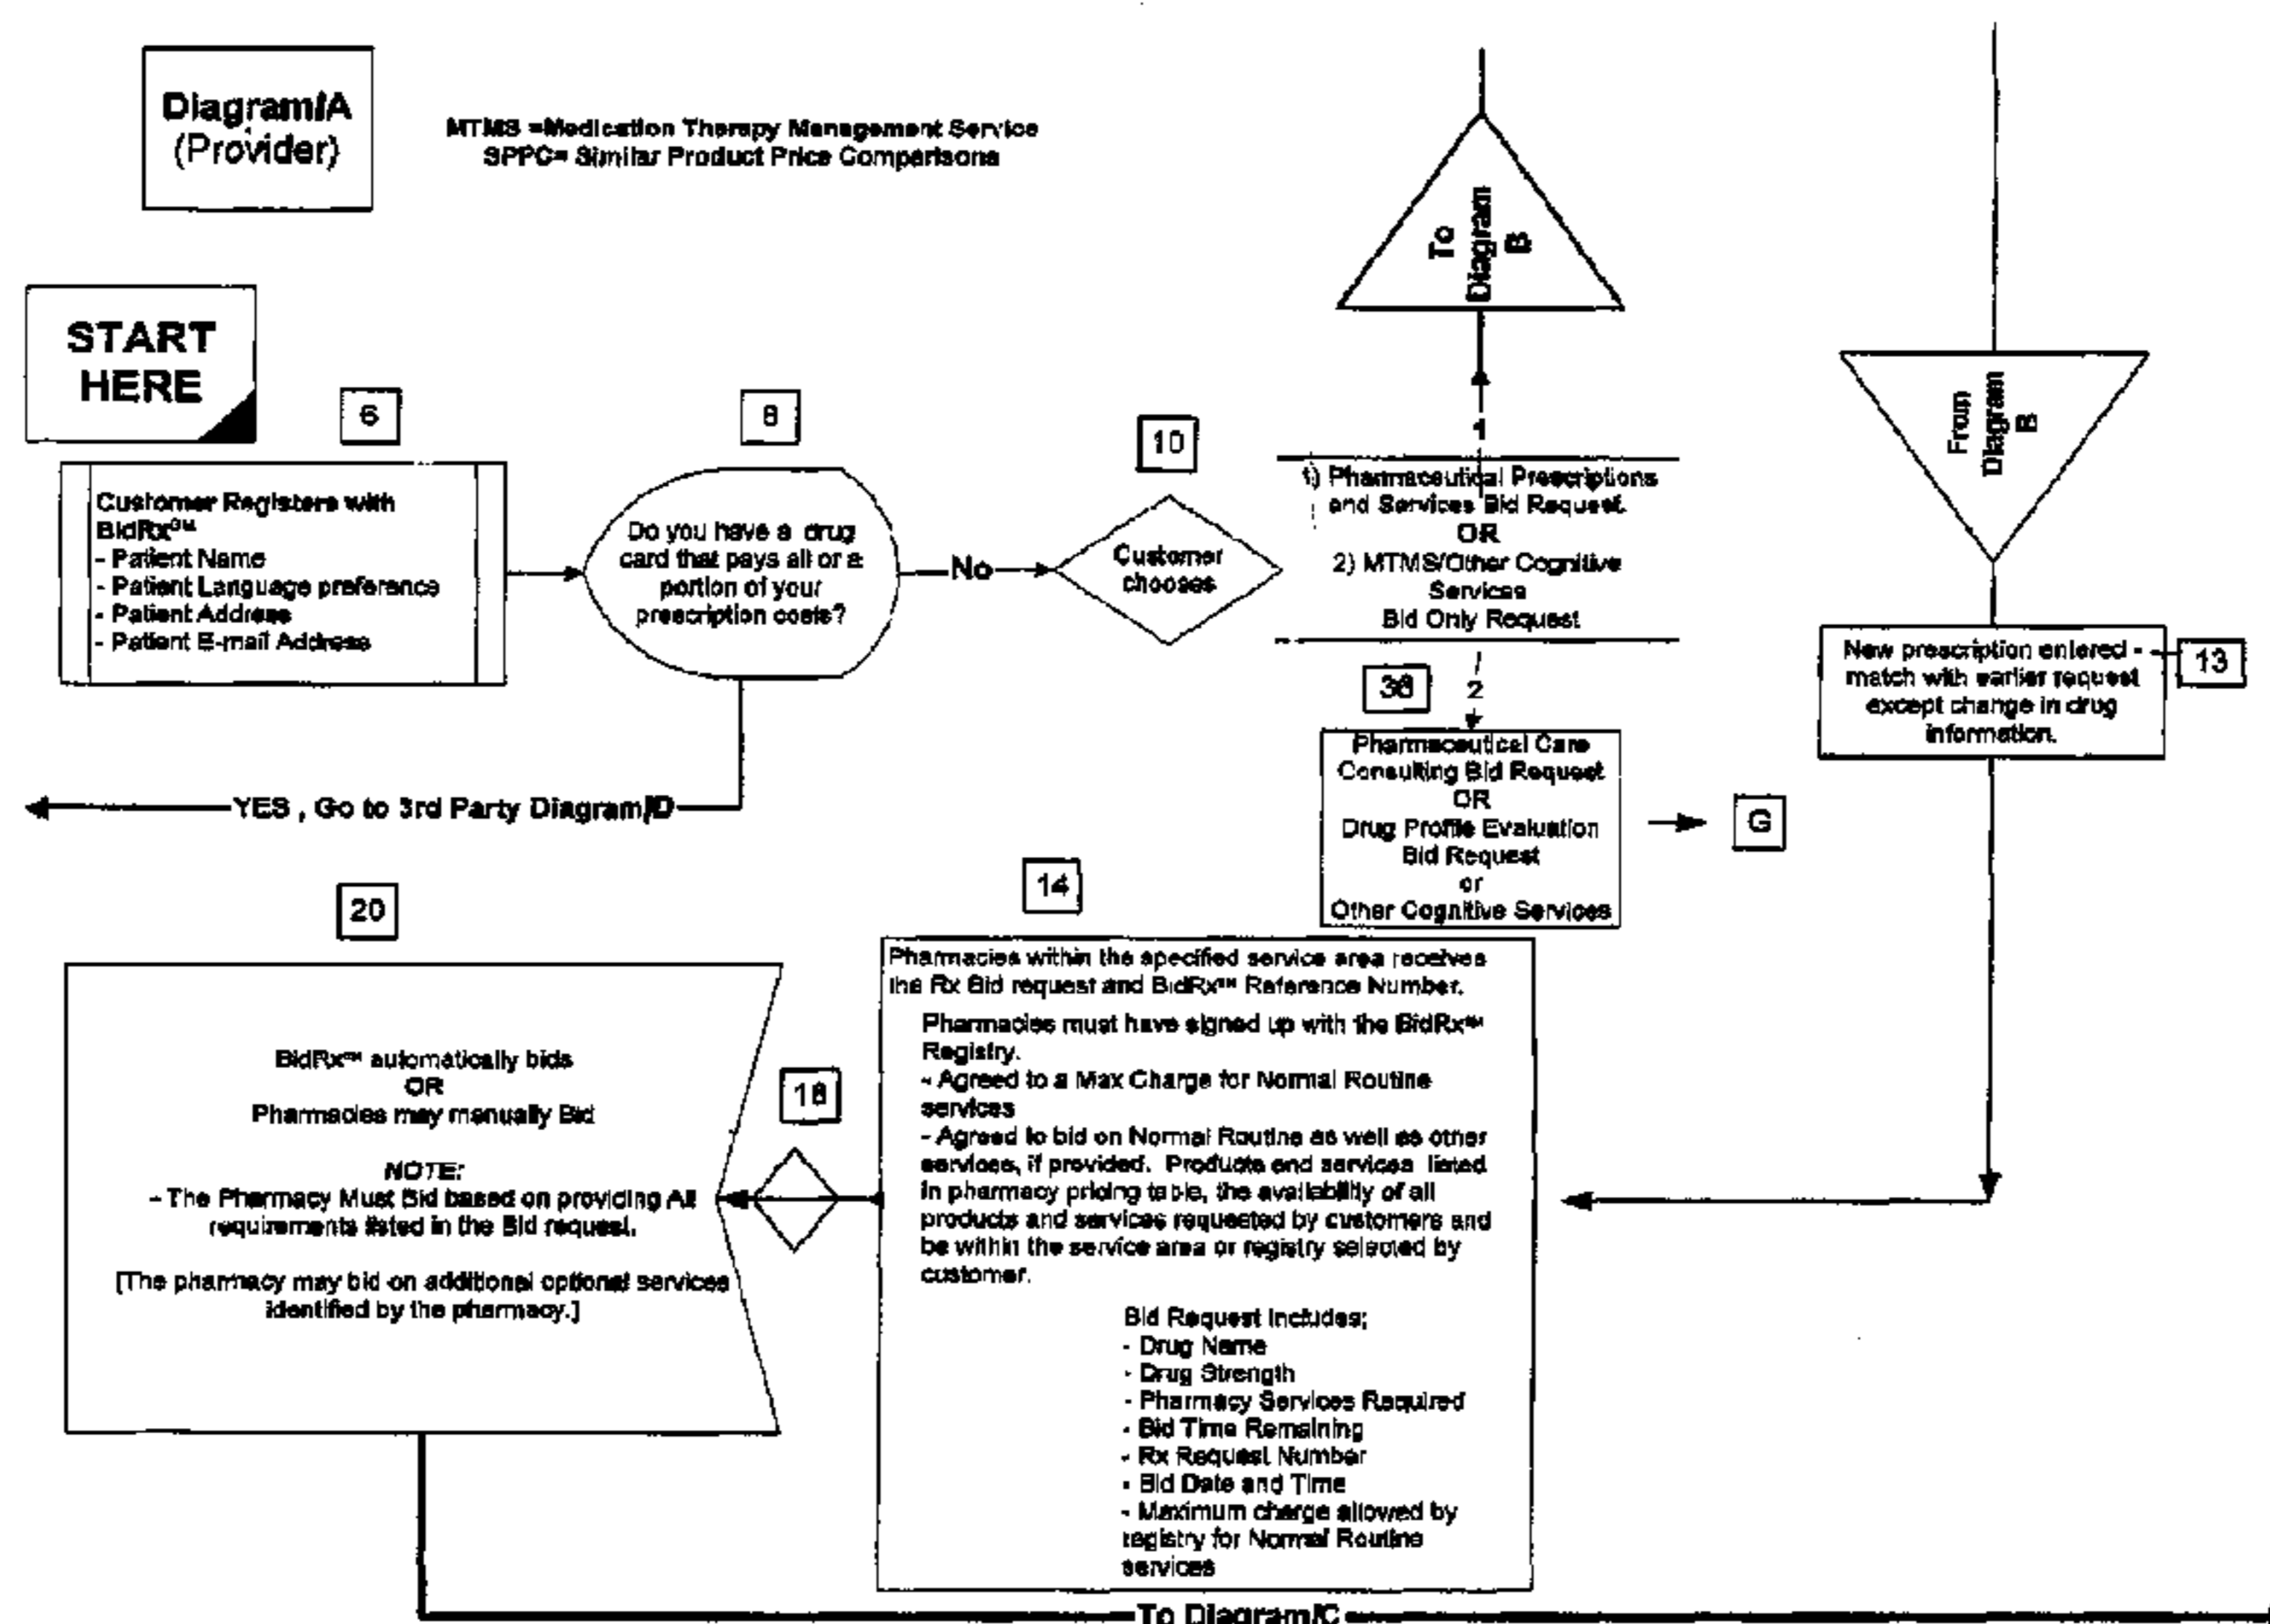 Diagram/A
(Provider)
MTMS =Medication Therapy Management Service
SPPC= Similar Product Price Comparisons
To
Diagram
B
From
Diagram
B
START
HERE
6
8
10
Customer Registers with
BidRx℠
- Patient Name
- Patient Language preference
- Patient Address
- Patient E-mail Address
Do you have a drug
card that pays all or a
portion of your
prescription costs?
No
Customer
chooses
1
1) Pharmaceutical Prescriptions
and Services Bid Request.
OR
2) MTMS/Other Cognitive
Services
Bid Only Request
2
New prescription entered -
match with earlier request
except change in drug
information.
13
36
Pharmaceutical Care
Consulting Bid Request
OR
Drug Profile Evaluation
Bid Request
or
Other Cognitive Services
G
YES , Go to 3rd Party Diagram/D
20
14
Pharmacies within the specified service area receives
the Rx Bid request and BidRx℠ Reference Number.
Pharmacies must have signed up with the BidRx℠
Registry.
- Agreed to a Max Charge for Normal Routine
services
- Agreed to bid on Normal Routine as well as other
services, if provided. Products and services listed
in pharmacy pricing table, the availability of all
products and services requested by customers and
be within the service area or registry selected by
customer.
Bid Request includes;
- Drug Name
- Drug Strength
- Pharmacy Services Required
- Bid Time Remaining
- Rx Request Number
- Bid Date and Time
- Maximum charge allowed by
registry for Normal Routine
services
18
BidRx℠ automatically bids
OR
Pharmacies may manually Bid
NOTE:
- The Pharmacy Must Bid based on providing All
requirements listed in the Bid request.
[The pharmacy may bid on additional optional services
identified by the pharmacy.]
To Diagram/C